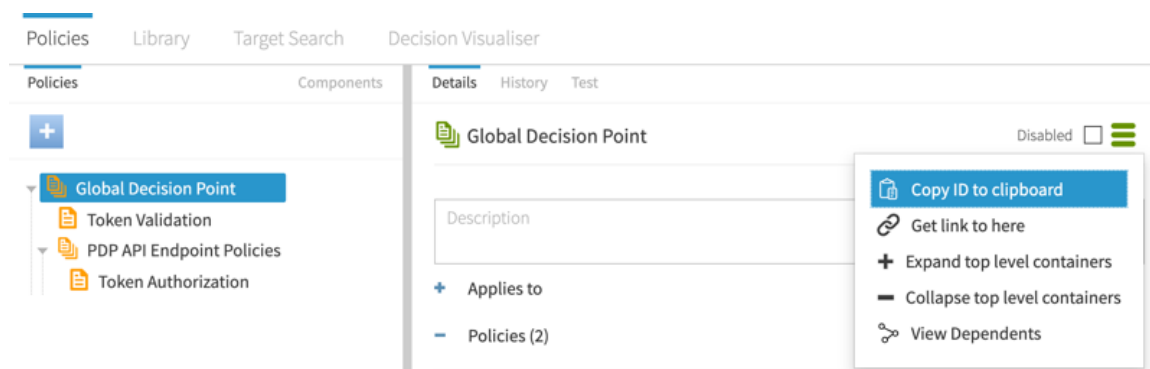 Policies Library Target Search Decision Visualiser
Policies Components
Global Decision Point
Token Validation
PDP API Endpoint Policies
Token Authorization
Details History Test
Global Decision Point Disabled
Description
Applies to
Policies (2)
Copy ID to clipboard
Get link to here
Expand top level containers
Collapse top level containers
View Dependents